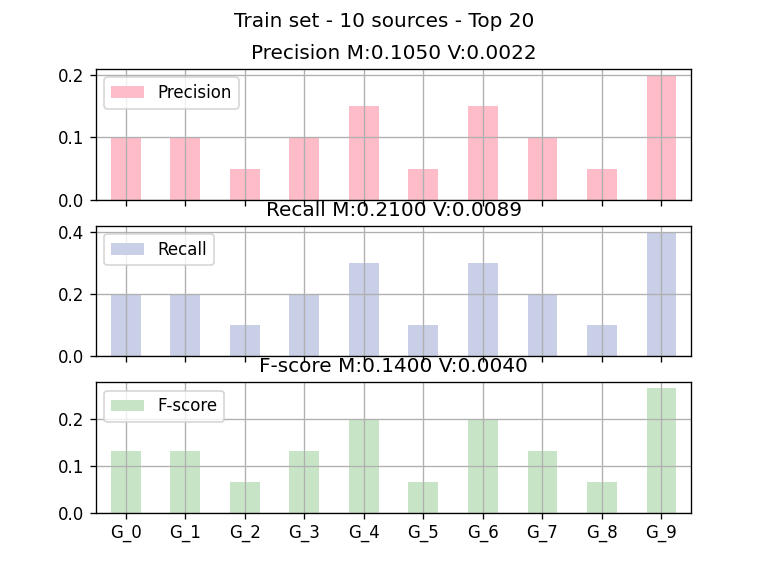 Train set - 10 sources - Top 20
Precision M:0.1050 V:0.0022
0.2
Precision
0.1
0.0
Recall M:0.2100 V:0.0089
0.4
Recall
0.2
0.0
F-score M:0.1400 V:0.0040
F-score
0.2
0.1
0.0
G_0 G_1 G_2 G_3 G_4 G_5 G_6 G_7 G_8 G_9